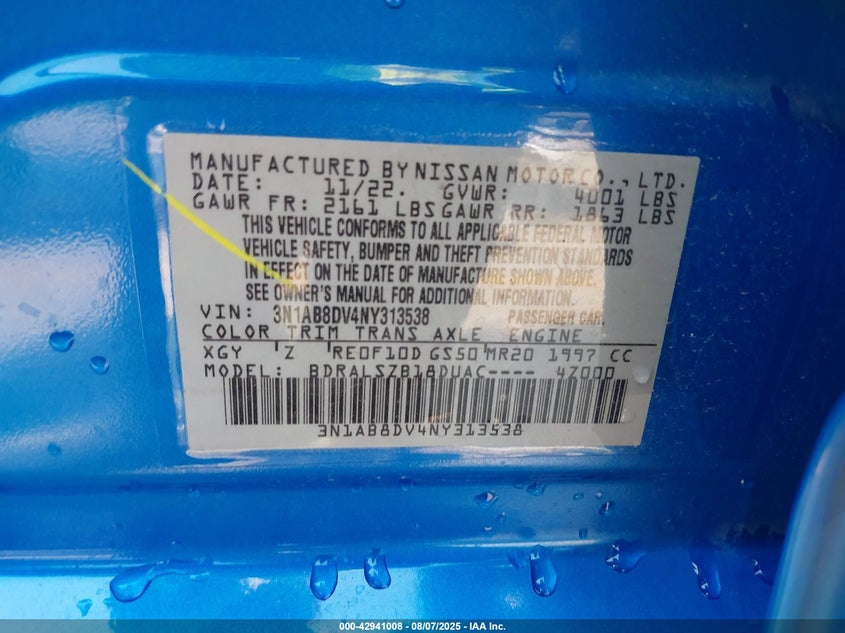 MANUFACTURED BY NISSAN MOTOR CO., LTD.
DATE: 11/22. GVWR: 4001 LBS
GAWR FR: 2161 LBS GAWR RR: 1863 LBS
THIS VEHICLE CONFORMS TO ALL APPLICABLE FEDERAL MOTOR
VEHICLE SAFETY, BUMPER AND THEFT PREVENTION STANDARDS
IN EFFECT ON THE DATE OF MANUFACTURE SHOWN ABOVE.
SEE OWNER'S MANUAL FOR ADDITIONAL INFORMATION.
VIN: 3N1AB8DV4NY313538 PASSENGER CAR.
COLOR TRIM TRANS AXLE ENGINE
XGY Z RE0F10D GS50 MR20 1997 CC
MODEL: BDRALSZB18DUAC---- 4Z000
3N1AB8DV4NY313538
000-42941008 - 08/07/2025 - IAA Inc.